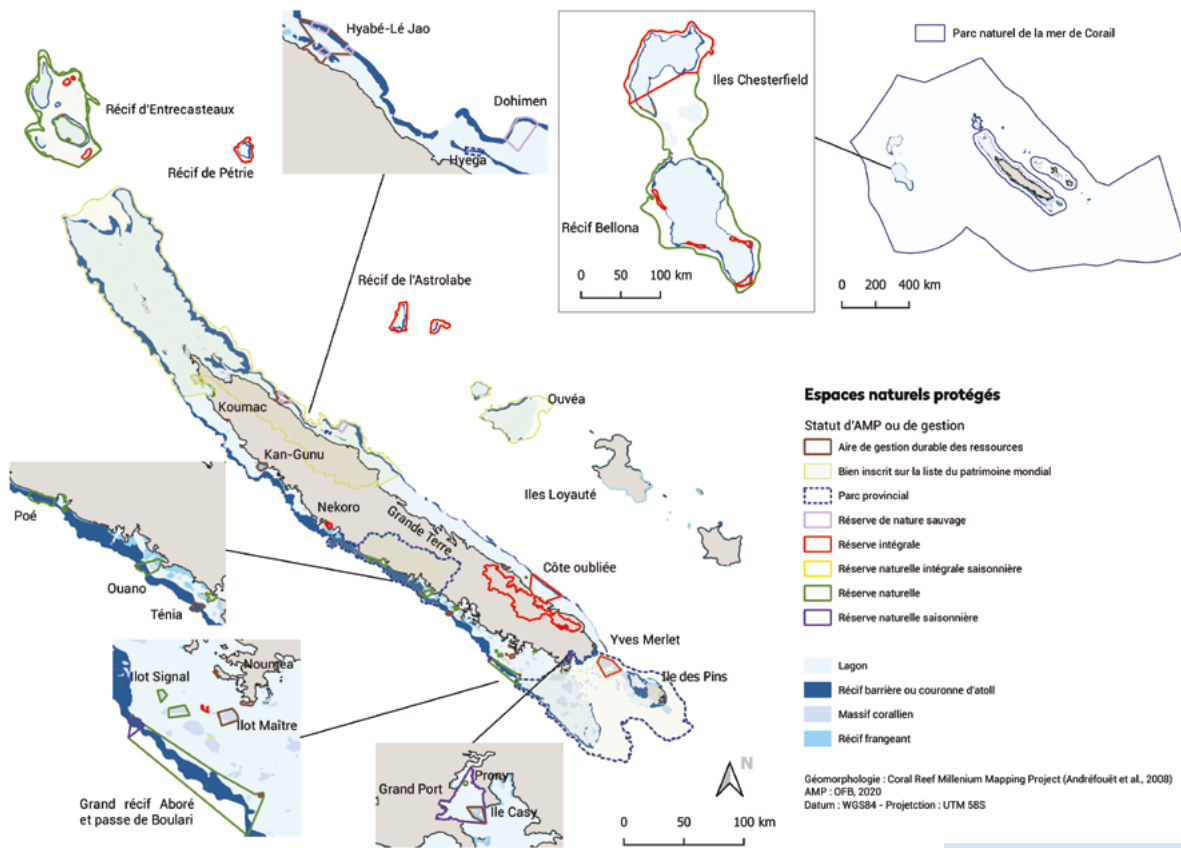 Hyabé-Lé Jao
Dohimen
Hyega
Iles Chesterfield
Récif Bellona
0 50 100 km
Parc naturel de la mer de Corail
0 200 400 km
Récif d'Entrecasteaux
Récif de Pétrie
Récif de l'Astrolabe
Ouvéa
Iles Loyauté
Koumac
Kan-Gunu
Nekoro
Grande Terre
Côte oubliée
Yves Merlet
Ile des Pins
Poé
Ouano
Ténia
Ilot Signal
Noumea
Ilot Maître
Grand récif Aboré
et passe de Boulari
Prony
Grand Port
Ile Casy
N
0 50 100 km
Espaces naturels protégés
Statut d'AMP ou de gestion
Aire de gestion durable des ressources
Bien inscrit sur la liste du patrimoine mondial
Parc provincial
Réserve de nature sauvage
Réserve intégrale
Réserve naturelle intégrale saisonnière
Réserve naturelle
Réserve naturelle saisonnière
Lagon
Récif barrière ou couronne d'atoll
Massif corallien
Récif frangeant
Géomorphologie : Coral Reef Millenium Mapping Project (Andréfouët et al., 2008)
AMP : OFB, 2020
Datum : WGS84 - Projetction : UTM 58S